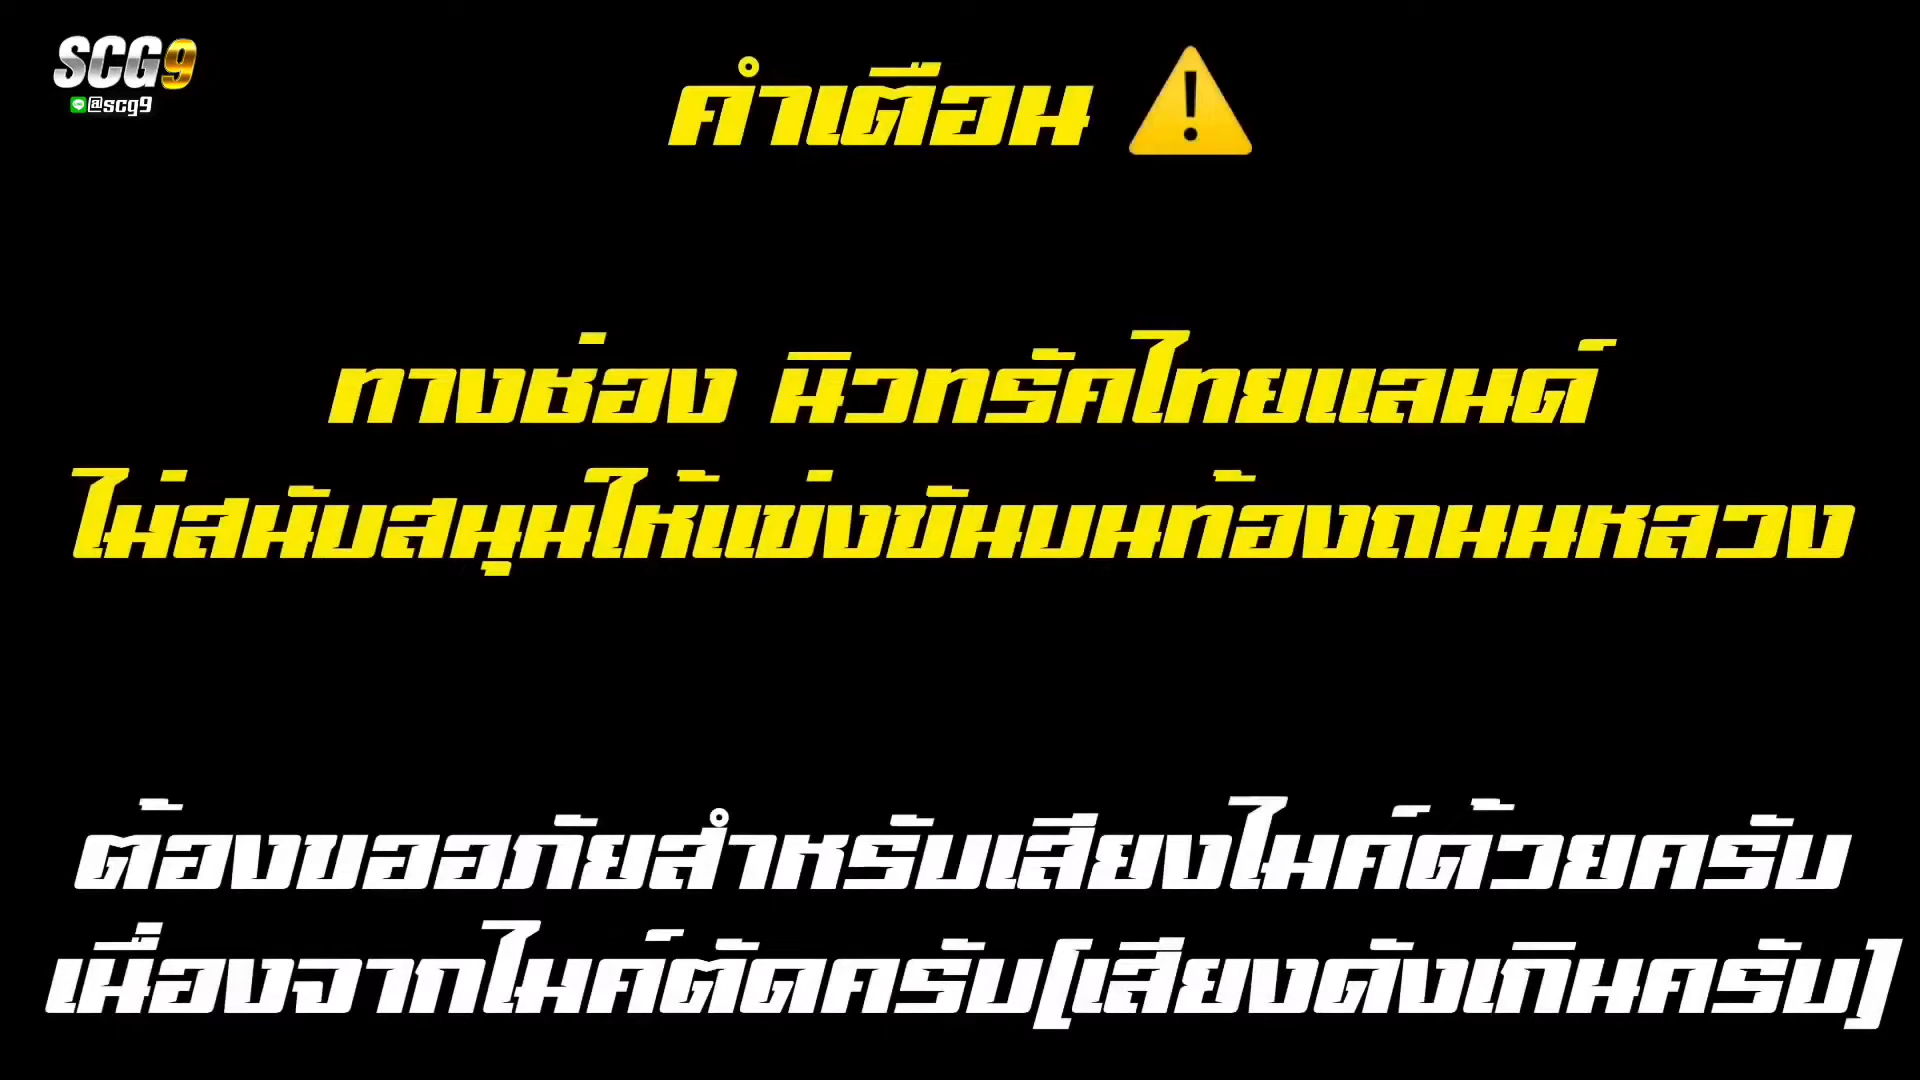 SCG9
@scg9
คำเตือน
ทางช่อง นิวทรัคไทยแลนด์
ไม่สนับสนุนให้แข่งขันบนท้องถนนหลวง
ต้องขออภัยสำหรับเสียงไมค์ด้วยครับ
เนื่องจากไมค์ตัดครับ[เสียงดังเกินครับ]